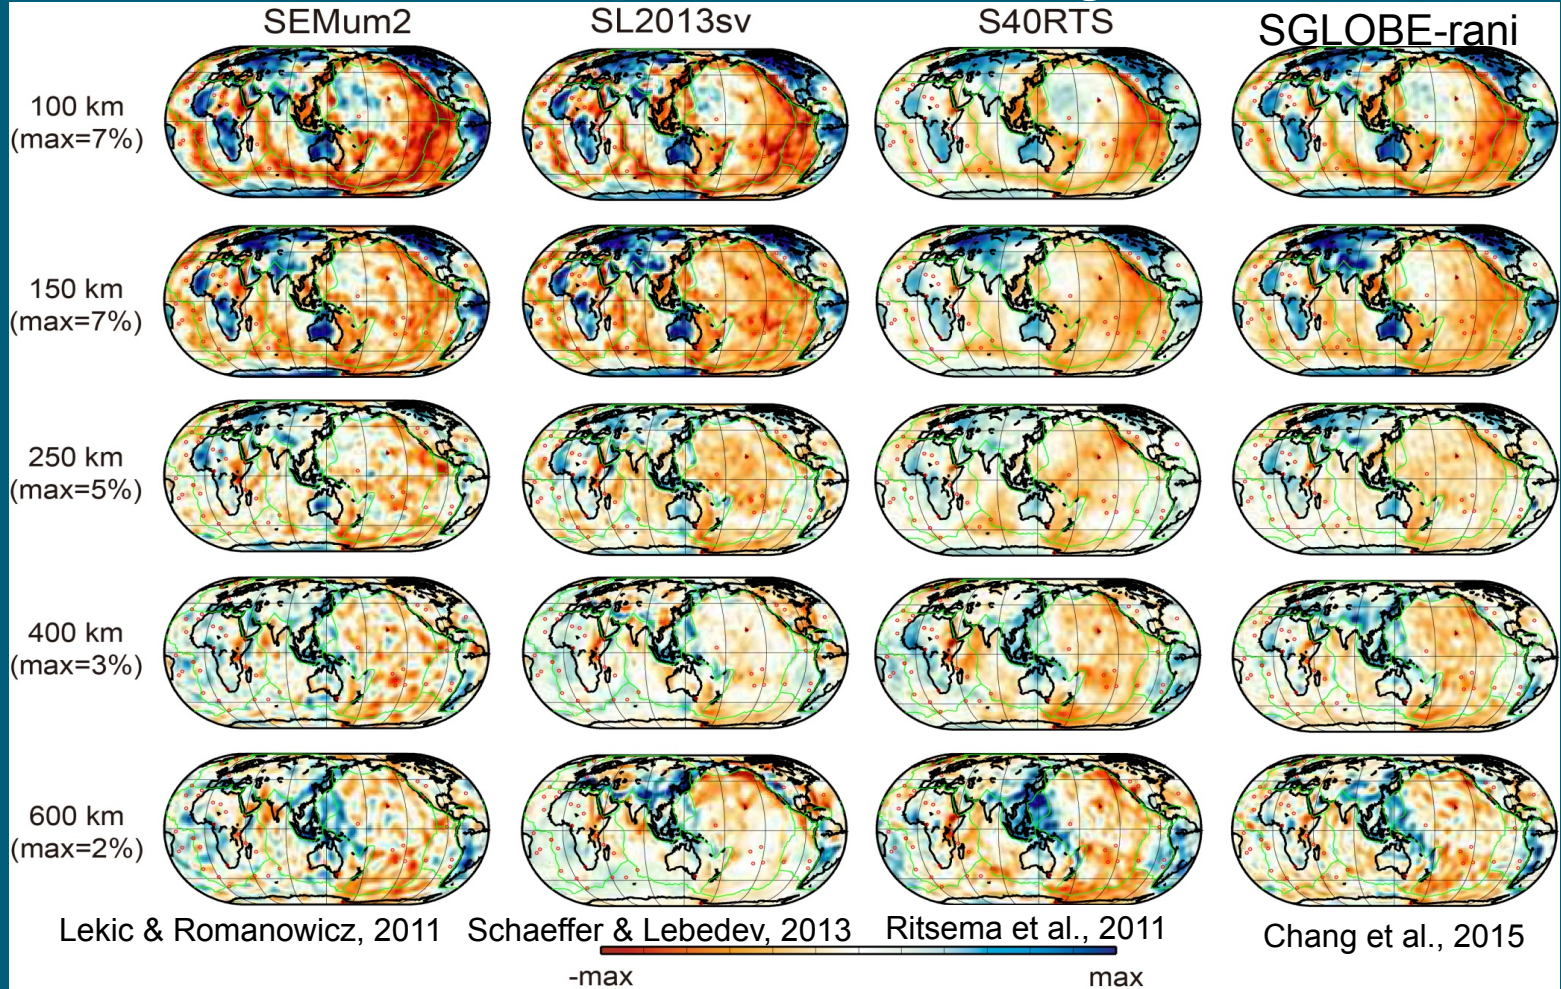 SEMum2
SL2013sv
S40RTS
SGLOBE-rani
100 km
(max=7%)
150 km
(max=7%)
250 km
(max=5%)
400 km
(max=3%)
600 km
(max=2%)
Lekic & Romanowicz, 2011
Schaeffer & Lebedev, 2013
Ritsema et al., 2011
Chang et al., 2015
-max
max